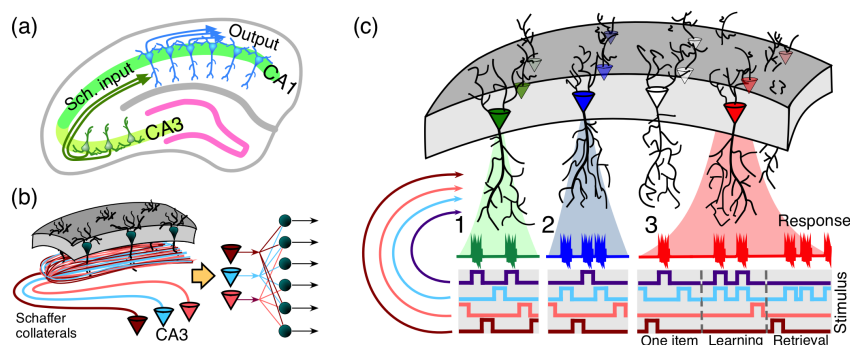 (a)
Sch. input
Output
CA1
CA3
(b)
Schaffer
collaterals
CA3
(c)
1
2
3
Response
Stimulus
One item
Learning
Retrieval